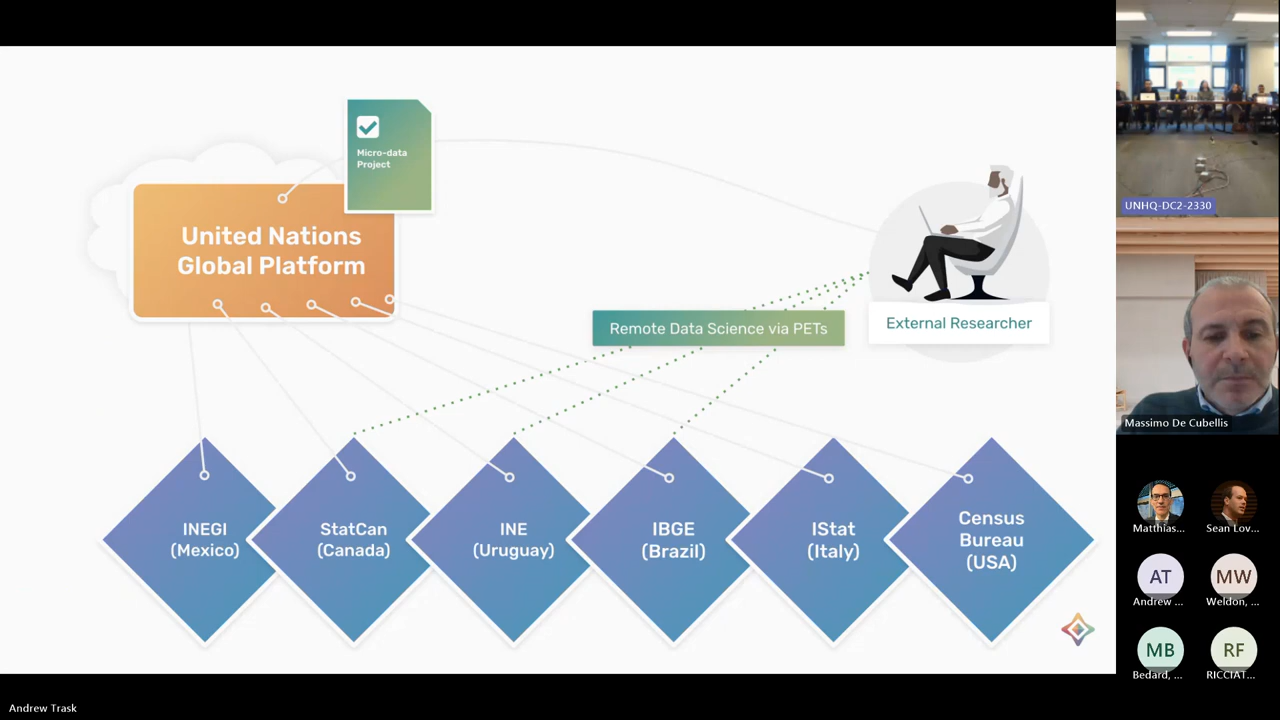 Micro-data
Project
United Nations
Global Platform
Remote Data Science via PETs
External Researcher
INEGI
(Mexico)
StatCan
(Canada)
INE
(Uruguay)
IBGE
(Brazil)
IStat
(Italy)
Census
Bureau
(USA)
UNHQ-DC2-2330
Massimo De Cubellis
Matthias...
Sean Lov...
AT
Andrew ...
MW
Weldon, ...
MB
Bedard, ...
RF
RICCIAT...
Andrew Trask